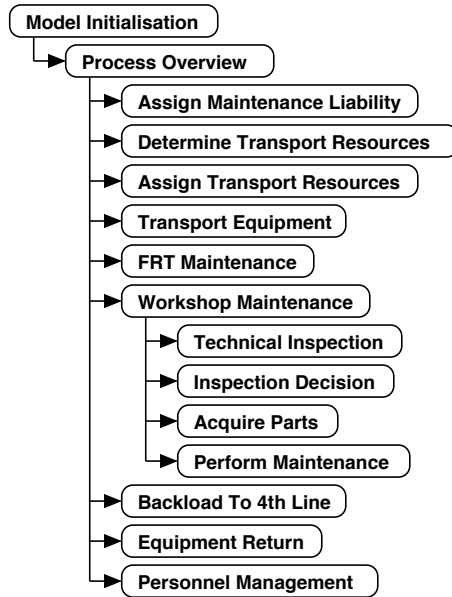 Model Initialisation
Process Overview
Assign Maintenance Liability
Determine Transport Resources
Assign Transport Resources
Transport Equipment
FRT Maintenance
Workshop Maintenance
Technical Inspection
Inspection Decision
Acquire Parts
Perform Maintenance
Backload To 4th Line
Equipment Return
Personnel Management